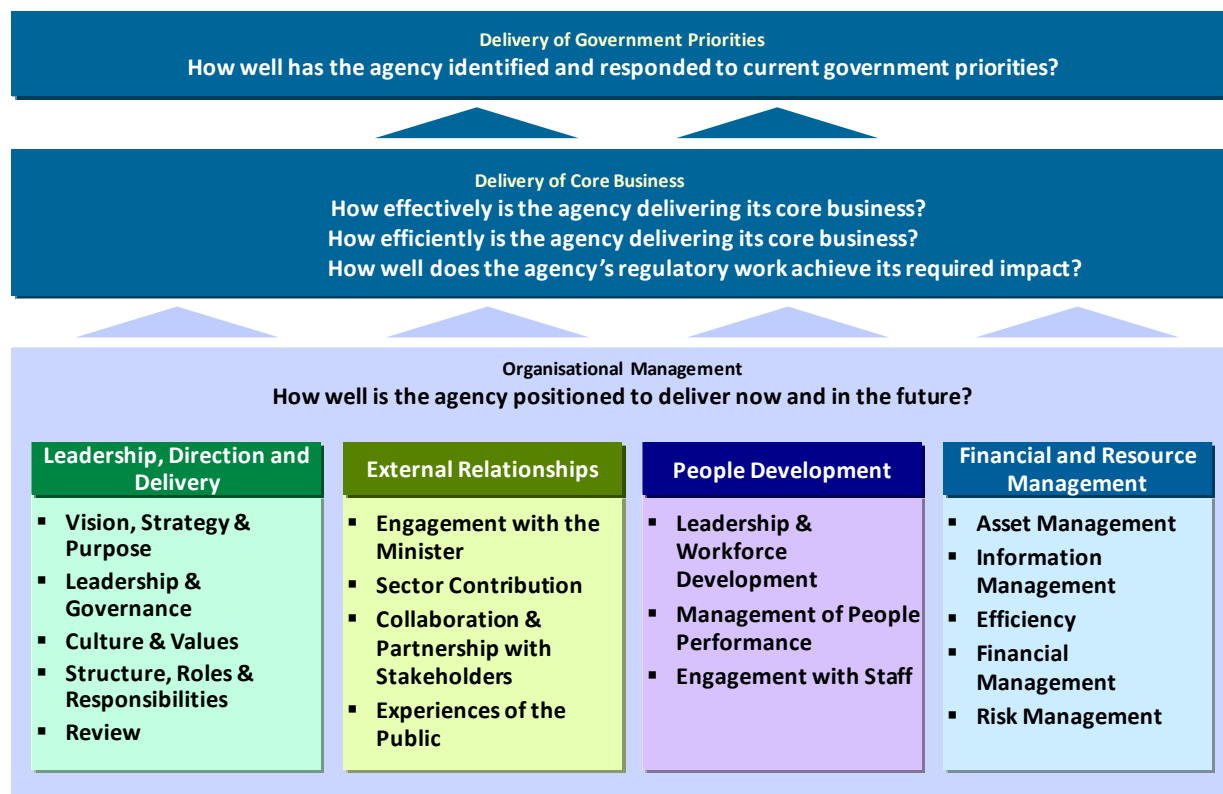 Delivery of Government Priorities
How well has the agency identified and responded to current government priorities?
Delivery of Core Business
How effectively is the agency delivering its core business?
How efficiently is the agency delivering its core business?
How well does the agency's regulatory work achieve its required impact?
Organisational Management
How well is the agency positioned to deliver now and in the future?
Leadership, Direction and
Delivery
▪ Vision, Strategy &
Purpose
▪ Leadership &
Governance
▪ Culture & Values
▪ Structure, Roles &
Responsibilities
▪ Review
External Relationships
▪ Engagement with the
Minister
▪ Sector Contribution
▪ Collaboration &
Partnership with
Stakeholders
▪ Experiences of the
Public
People Development
▪ Leadership &
Workforce
Development
▪ Management of People
Performance
▪ Engagement with Staff
Financial and Resource
Management
▪ Asset Management
▪ Information
Management
▪ Efficiency
▪ Financial
Management
▪ Risk Management